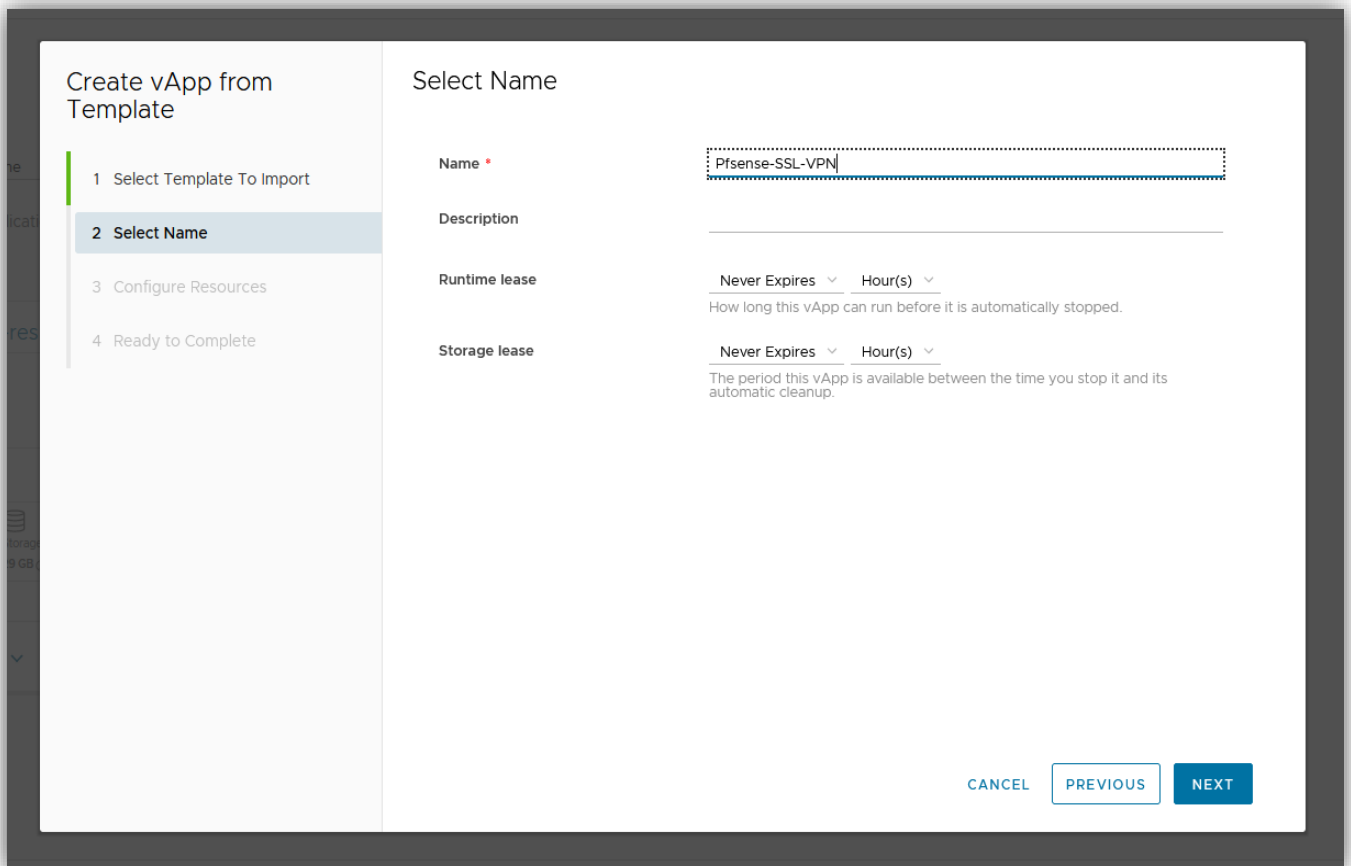 Create vApp from
Template
1 Select Template To Import
2 Select Name
3 Configure Resources
4 Ready to Complete
Select Name
Name *
Pfsense-SSL-VPN
Description
Runtime lease
Never Expires
Hour(s)
How long this vApp can run before it is automatically stopped.
Storage lease
Never Expires
Hour(s)
The period this vApp is available between the time you stop it and its
automatic cleanup.
CANCEL
PREVIOUS
NEXT